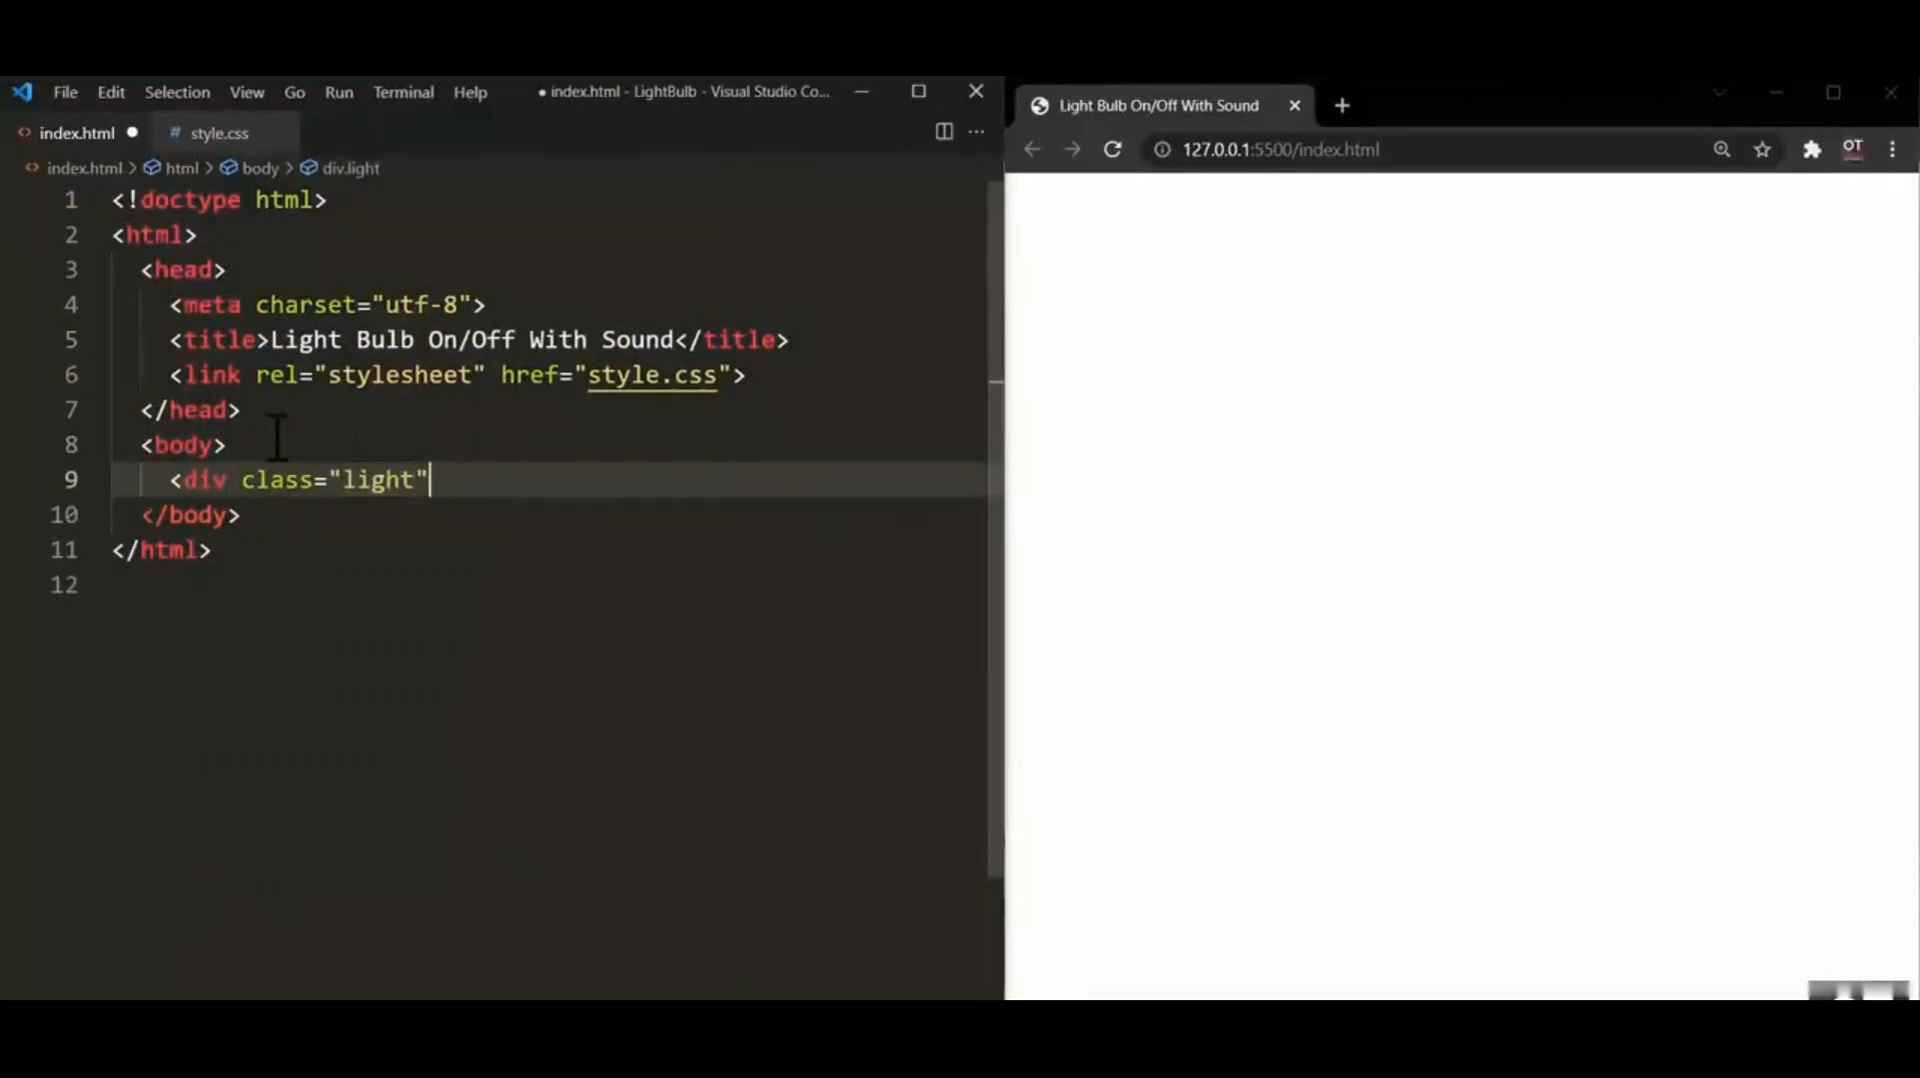 File Edit Selection View Go Run Terminal Help ● index.html - LightBulb - Visual Studio Co...
index.html ● # style.css
index.html > html > body > div.light
1 <!doctype html>
2 <html>
3 <head>
4 <meta charset="utf-8">
5 <title>Light Bulb On/Off With Sound</title>
6 <link rel="stylesheet" href="style.css">
7 </head>
8 <body>
9 <div class="light"
10 </body>
11 </html>
12
Light Bulb On/Off With Sound
127.0.0.1:5500/index.html
OT